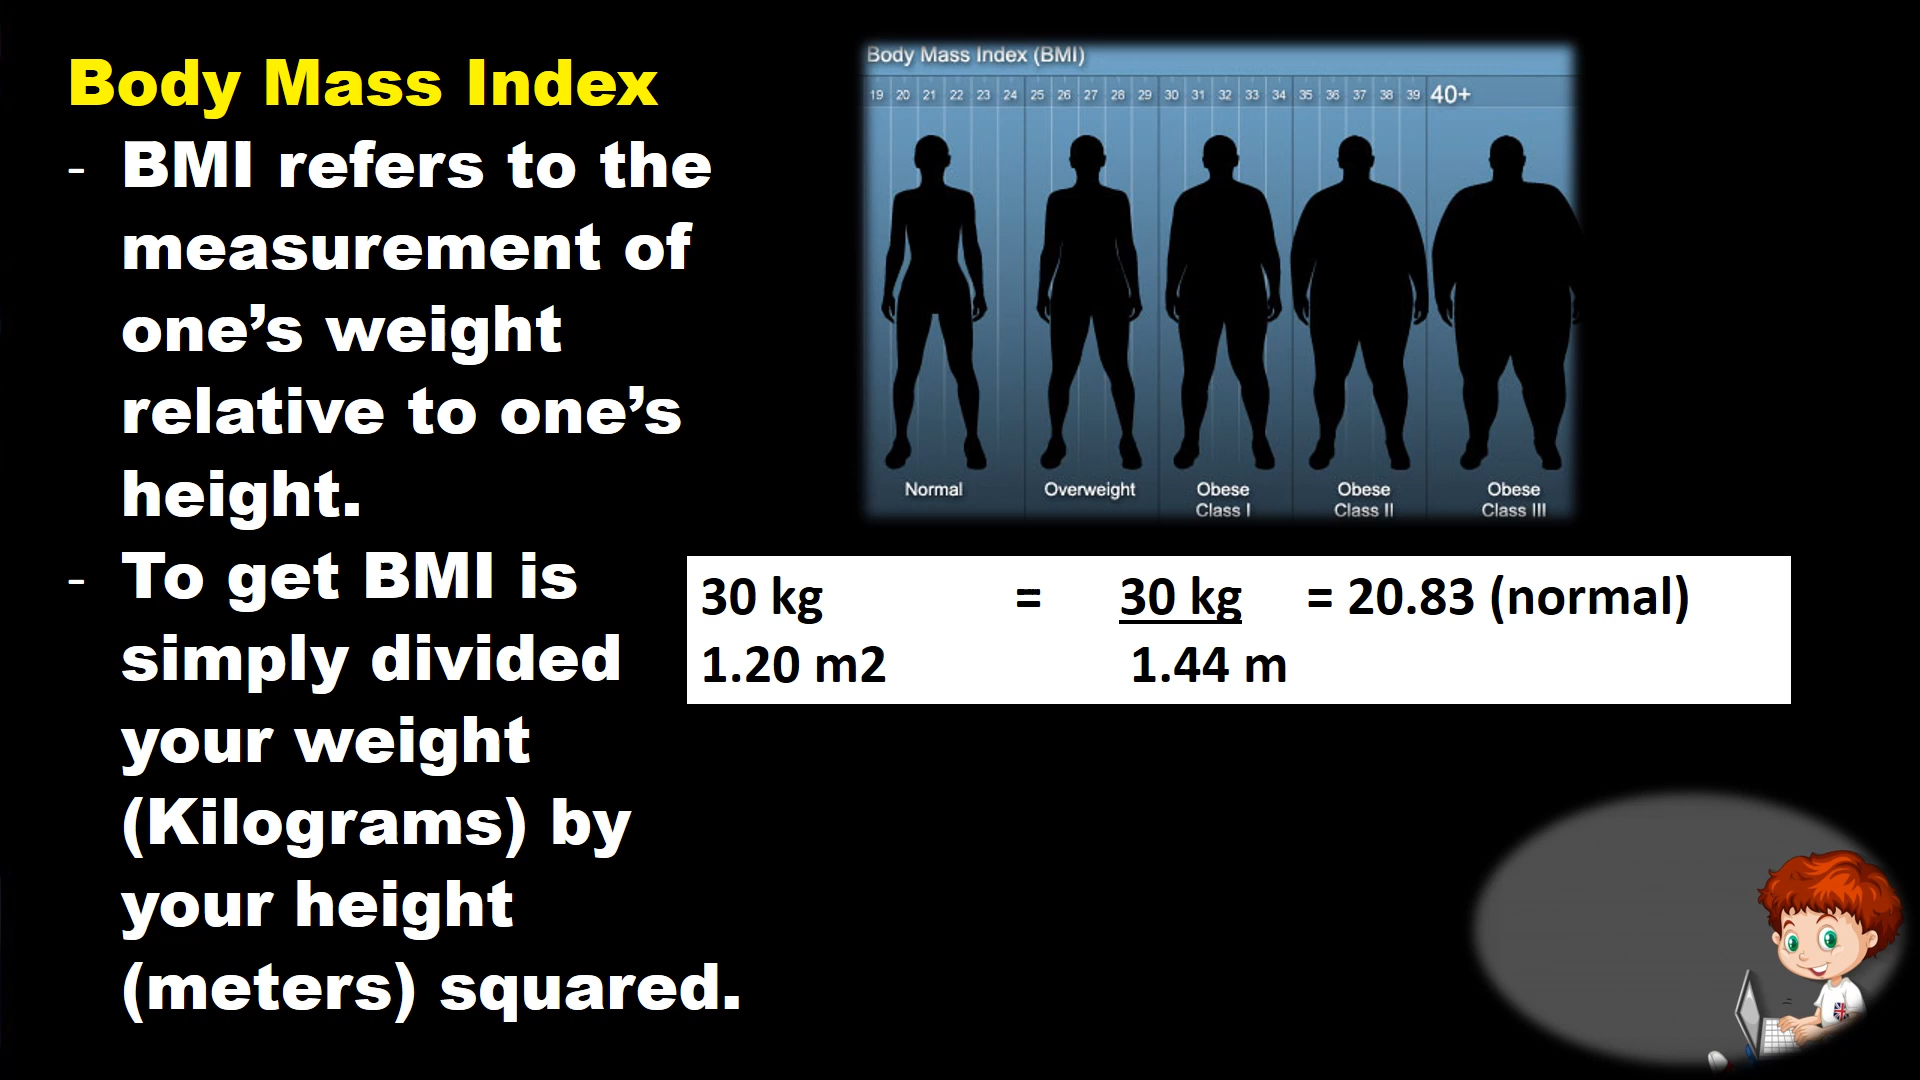 Body Mass Index
- BMI refers to the
measurement of
one’s weight
relative to one’s
height.
- To get BMI is
simply divided
your weight
(Kilograms) by
your height
(meters) squared.
Body Mass Index (BMI)
19 20 21 22 23 24 25 26 27 28 29 30 31 32 33 34 35 36 37 38 39 40+
Normal Overweight Obese Obese Obese
Class I Class II Class III
30 kg = 30 kg = 20.83 (normal)
1.20 m2 1.44 m